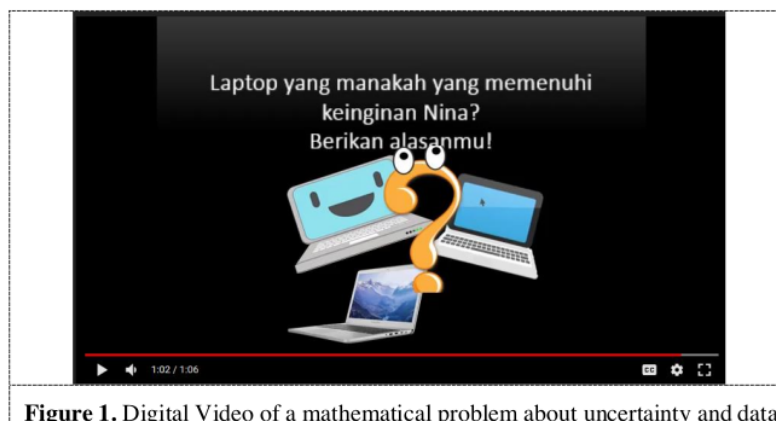 Laptop yang manakah yang memenuhi
keinginan Nina?
Berikan alasanmu!
1:02 / 1:06
CC
Figure 1. Digital Video of a mathematical problem about uncertainty and data